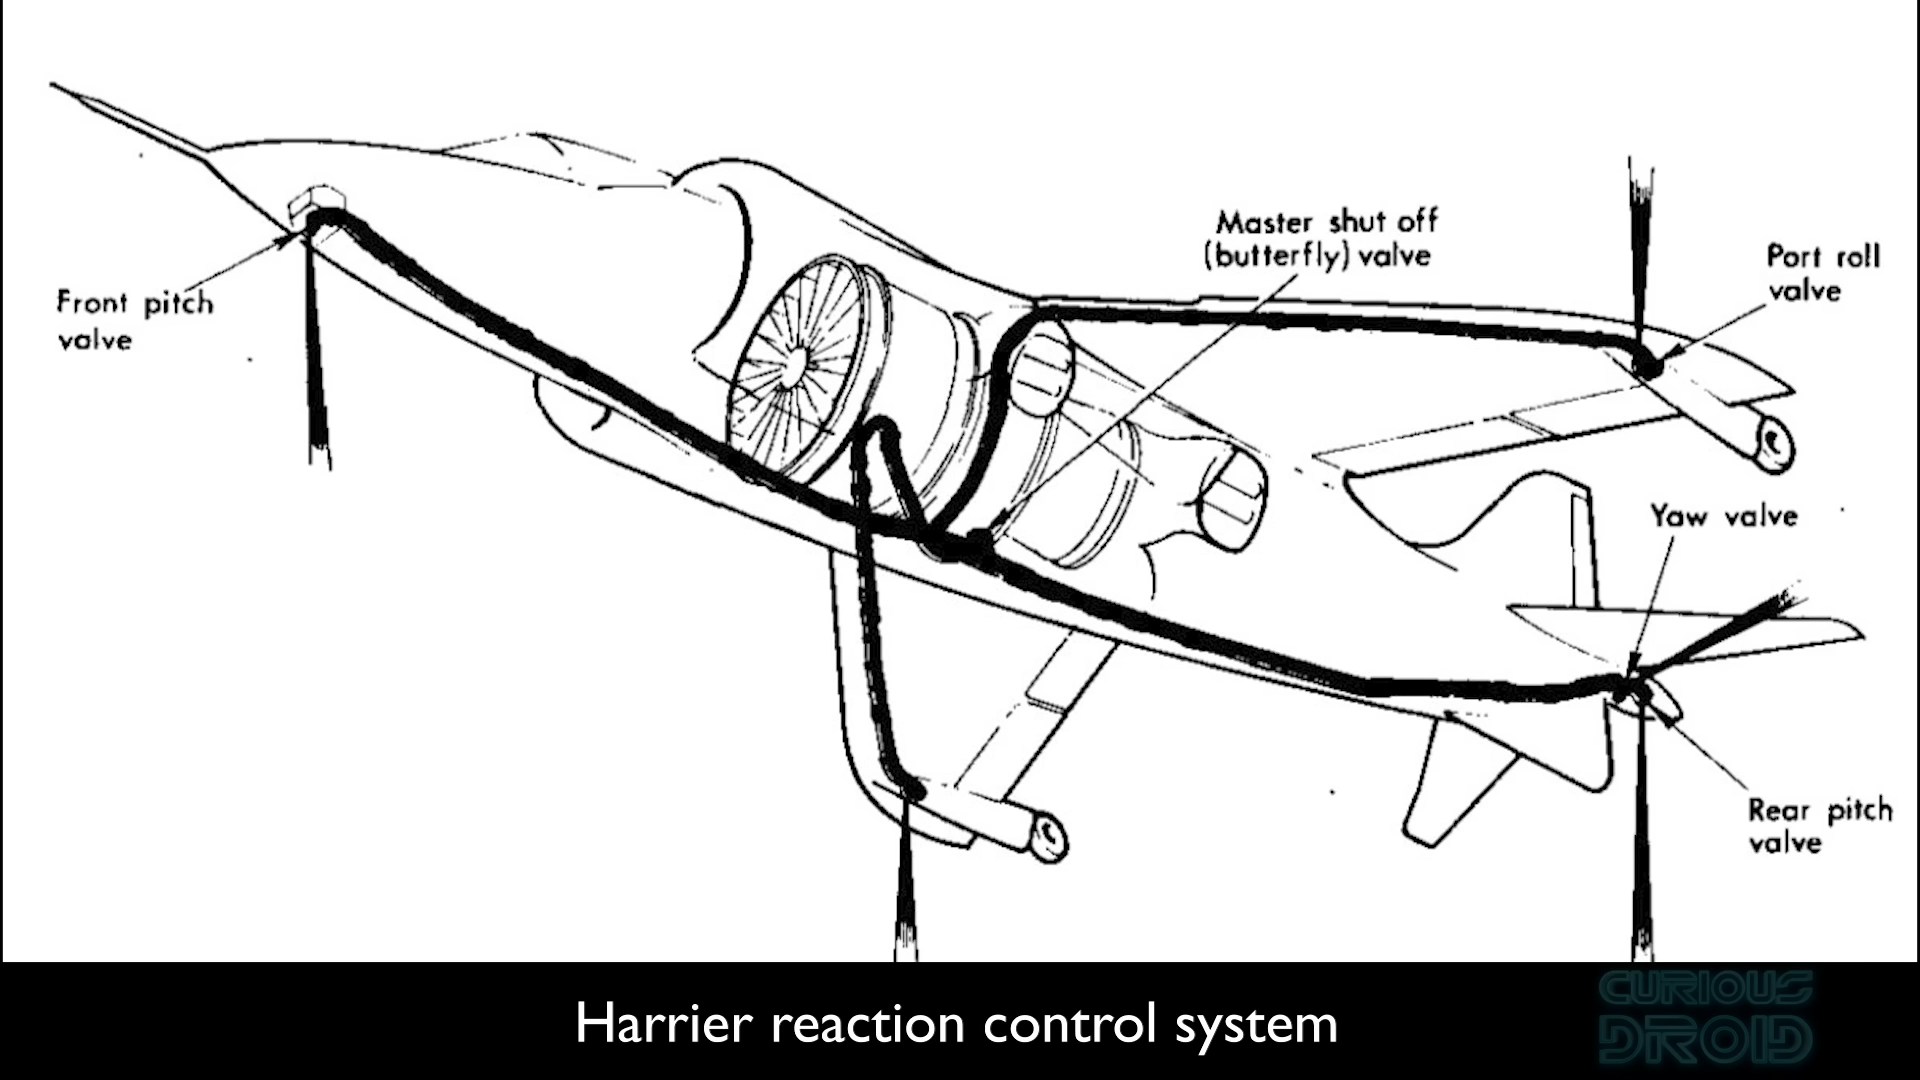 Master shut off
(butterfly) valve
Port roll
valve
Front pitch
valve
Yaw valve
Rear pitch
valve
Harrier reaction control system
CURIOUS
DROID